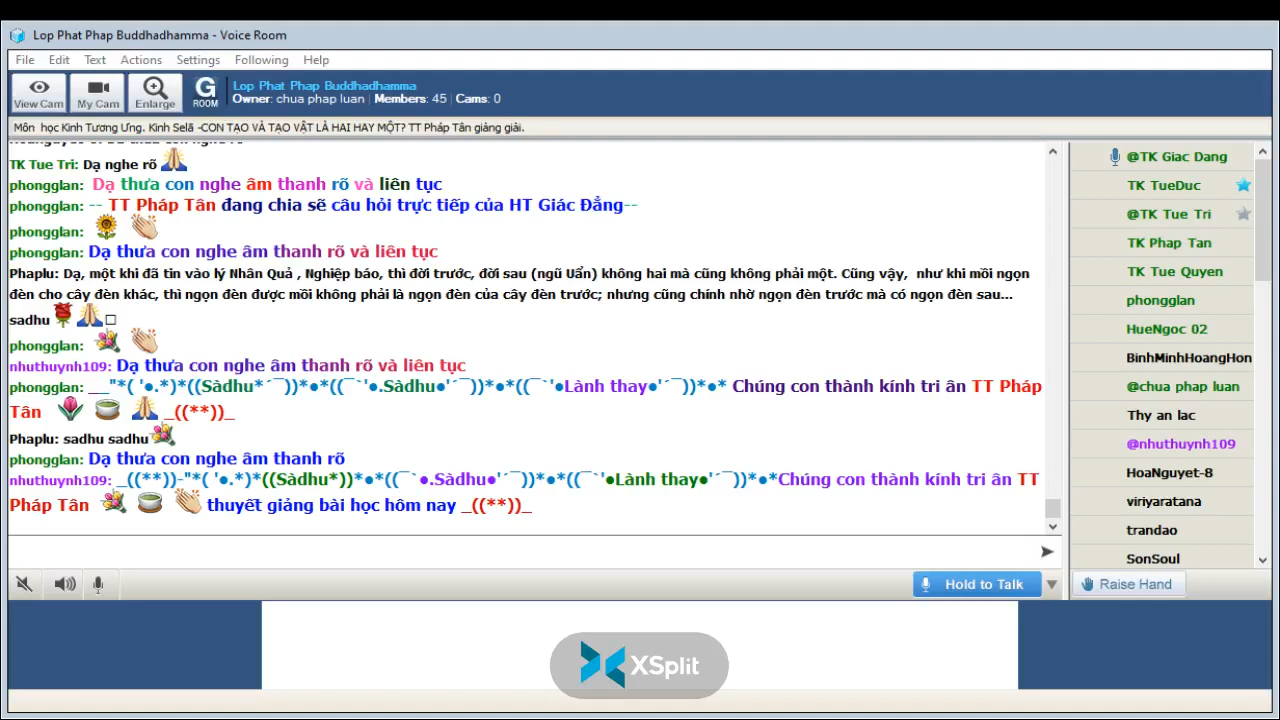 Lop Phat Phap Buddhadhamma - Voice Room
File Edit Text Actions Settings Following Help
View Cam My Cam Enlarge G ROOM
Lop Phat Phap Buddhadhamma
Owner: chua phap luan | Members: 45 | Cams: 0
Môn học Kinh Tương Ưng. Kinh Selā -CON TẠO VÀ TẠO VẬT LÀ HAI HAY MỘT? TT Pháp Tân giảng giải.
TK Tue Tri: Dạ nghe rõ
phongglan: Dạ thưa con nghe âm thanh rõ và liên tục
phongglan: -- TT Pháp Tân đang chia sẽ câu hỏi trực tiếp của HT Giác Đẳng--
phongglan:
phongglan: Dạ thưa con nghe âm thanh rõ và liên tục
Phaplu: Dạ, một khi đã tin vào lý Nhân Quả , Nghiệp báo, thì đời trước, đời sau (ngũ Uẩn) không hai mà cũng không phải một. Cũng vậy, như khi mồi ngọn
đèn cho cây đèn khác, thì ngọn đèn được mồi không phải là ngọn đèn của cây đèn trước; nhưng cũng chính nhờ ngọn đèn trước mà có ngọn đèn sau...
sadhu
phongglan:
nhuthuynh109: Dạ thưa con nghe âm thanh rõ và liên tục
phongglan: __"*( '●.*)*((Sàdhu*´¯))*●*((¯`'●.Sàdhu●'´¯))*●*((¯`'●Lành thay●'´¯))*●* Chúng con thành kính tri ân TT Pháp
Tân _((**))_
Phaplu: sadhu sadhu
phongglan: Dạ thưa con nghe âm thanh rõ
nhuthuynh109: _((**))-"*( '●.*)*((Sàdhu*))*●*((¯`●.Sàdhu●'´¯))*●*((¯`'●Lành thay●'´¯))*●*Chúng con thành kính tri ân TT
Pháp Tân thuyết giảng bài học hôm nay _((**))_
@TK Giac Dang
TK TueDuc
@TK Tue Tri
TK Phap Tan
TK Tue Quyen
phongglan
HueNgoc 02
BinhMinhHoangHon
@chua phap luan
Thy an lac
@nhuthuynh109
HoaNguyet-8
viriyaratana
trandao
SonSoul
Hold to Talk
Raise Hand
XSplit